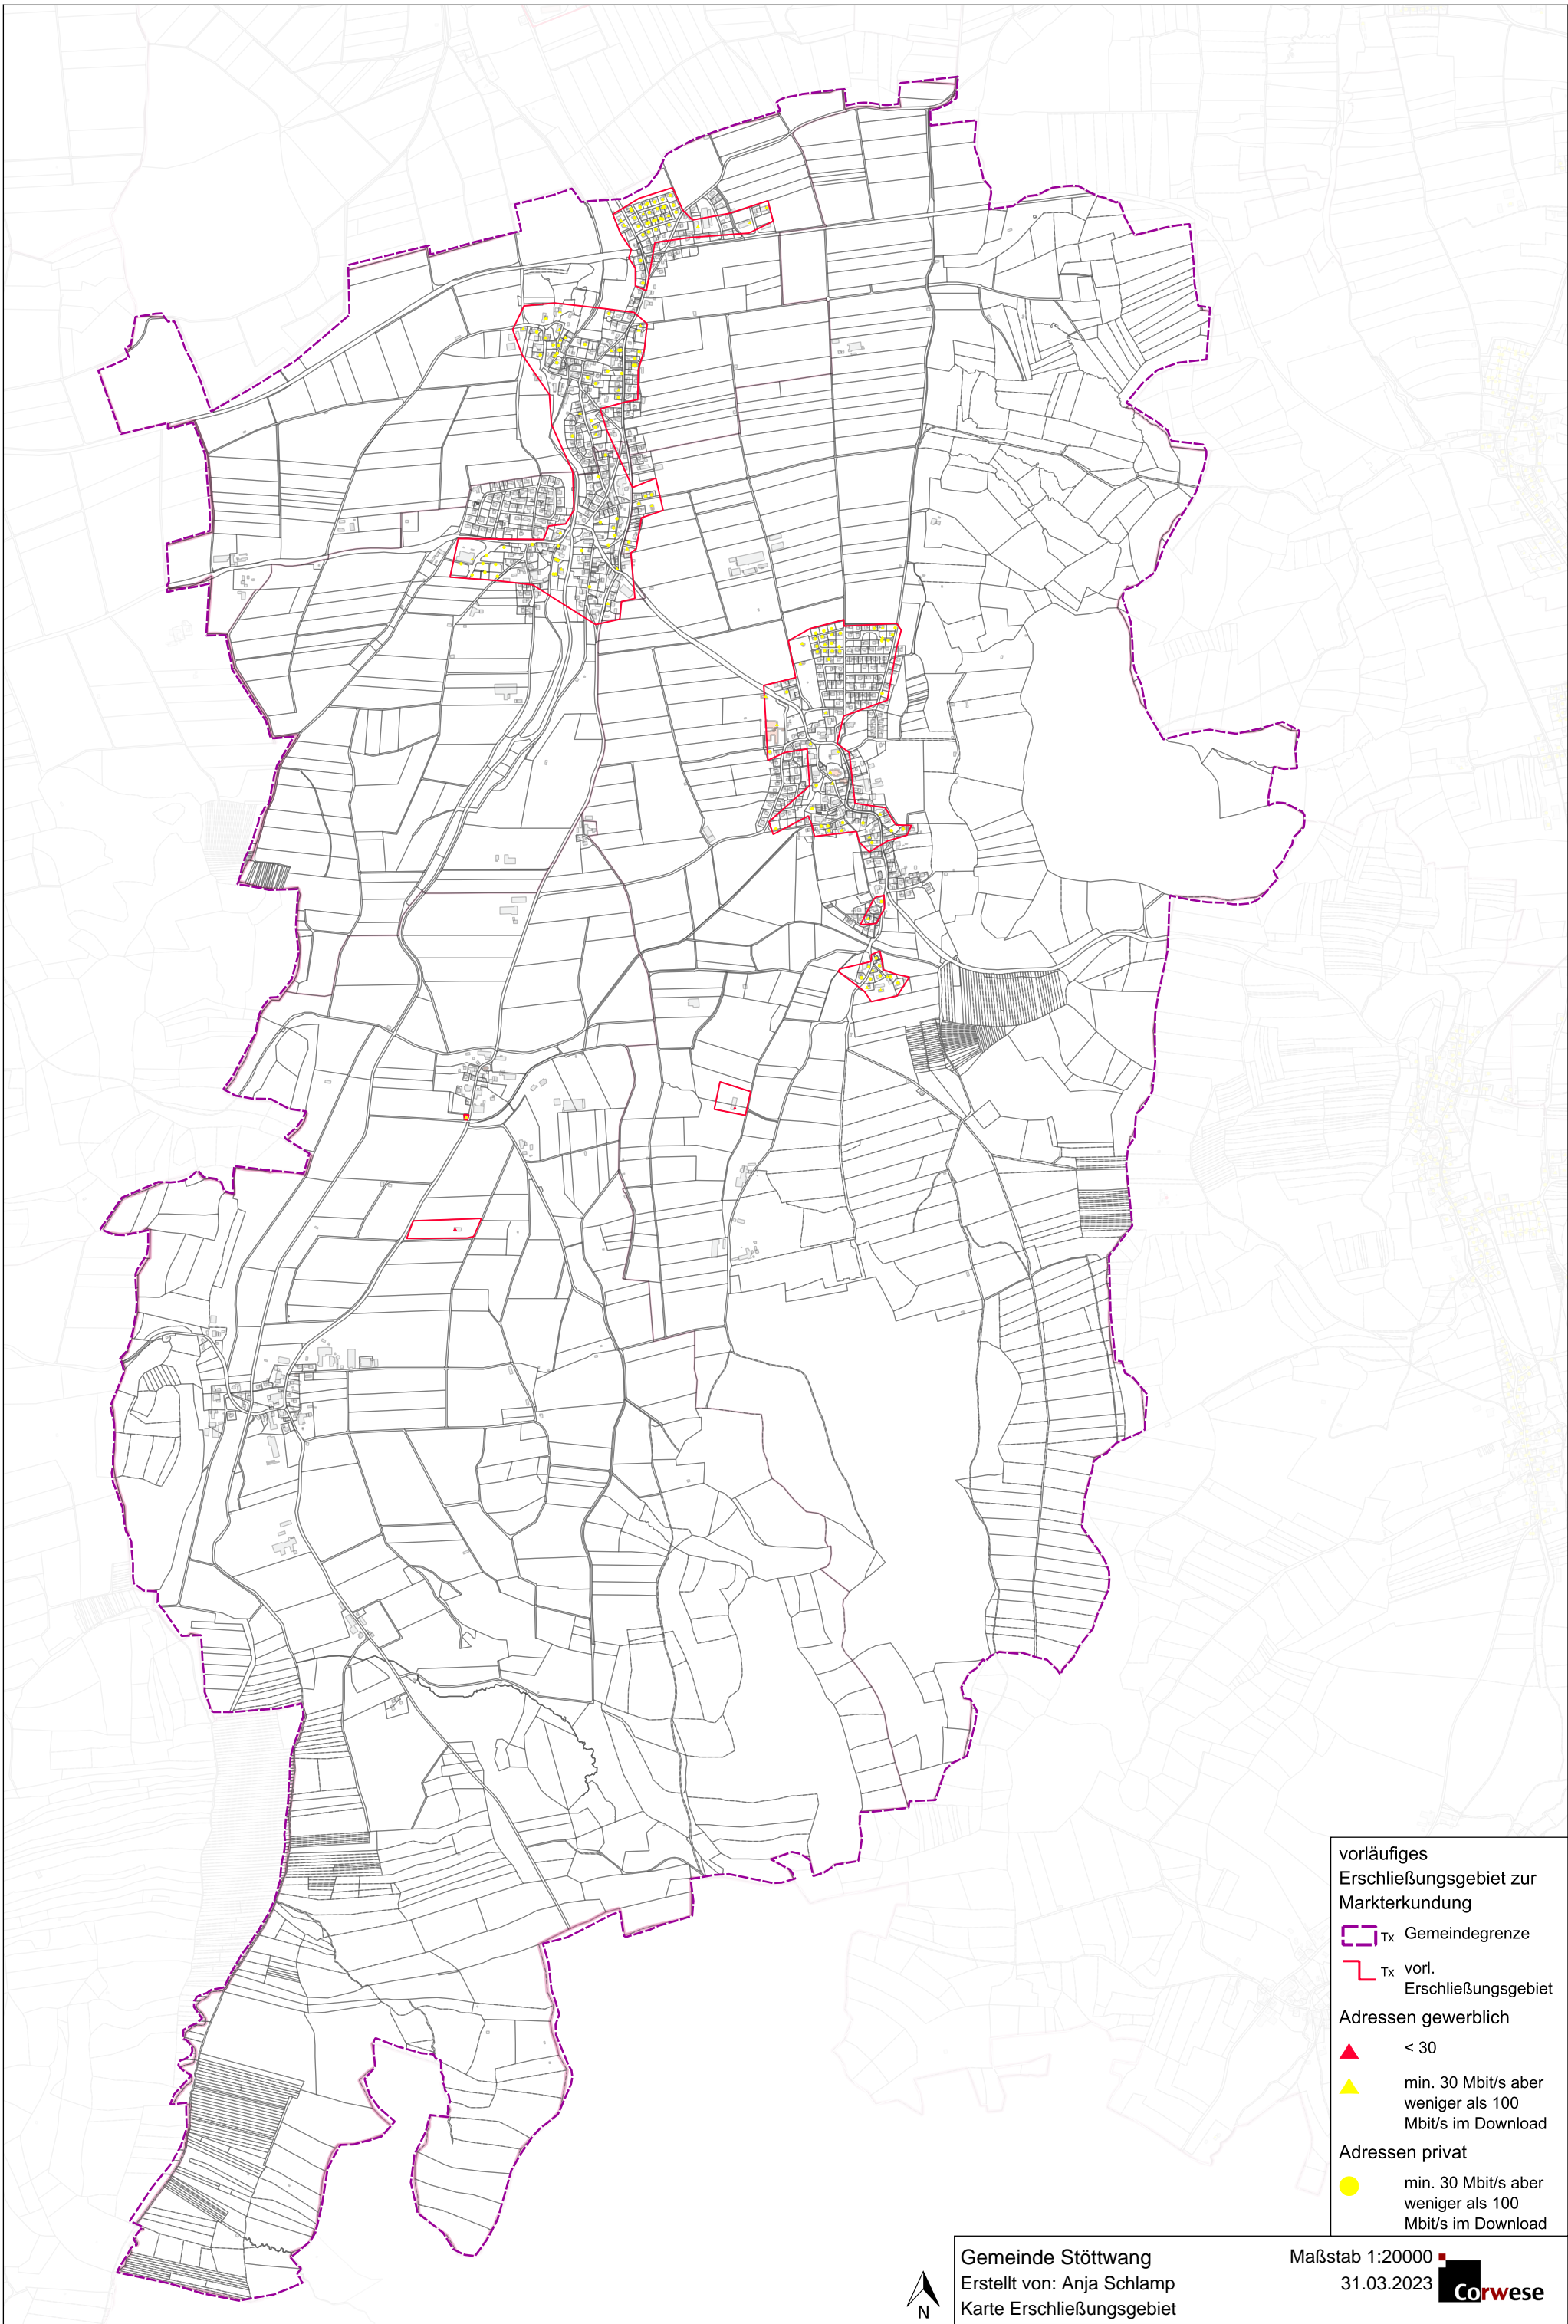 vorläufiges
Erschließungsgebiet zur
Markterkundung
Tx Gemeindegrenze
Tx vorl.
Erschließungsgebiet
Adressen gewerblich
< 30
min. 30 Mbit/s aber
weniger als 100
Mbit/s im Download
Adressen privat
min. 30 Mbit/s aber
weniger als 100
Mbit/s im Download
Gemeinde Stöttwang
Erstellt von: Anja Schlamp
Karte Erschließungsgebiet
Maßstab 1:20000
31.03.2023
Corwese
N